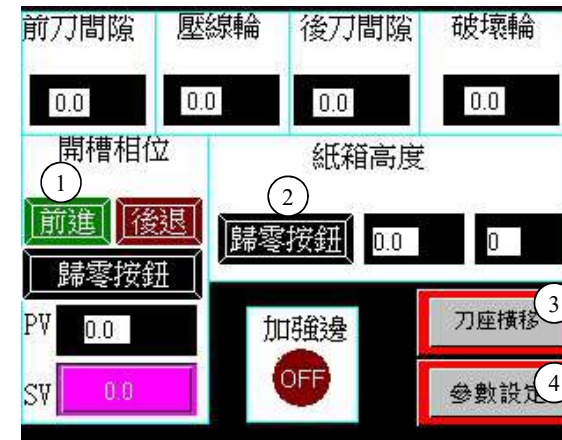 前刀間隙
壓線輪
後刀間隙
破壞輪
0.0
0.0
0.0
0.0
開槽相位
1
前進
後退
歸零按鈕
PV 0.0
SV 0.0
紙箱高度
2
歸零按鈕
0.0
0
加強邊
OFF
刀座橫移
3
參數設定
4